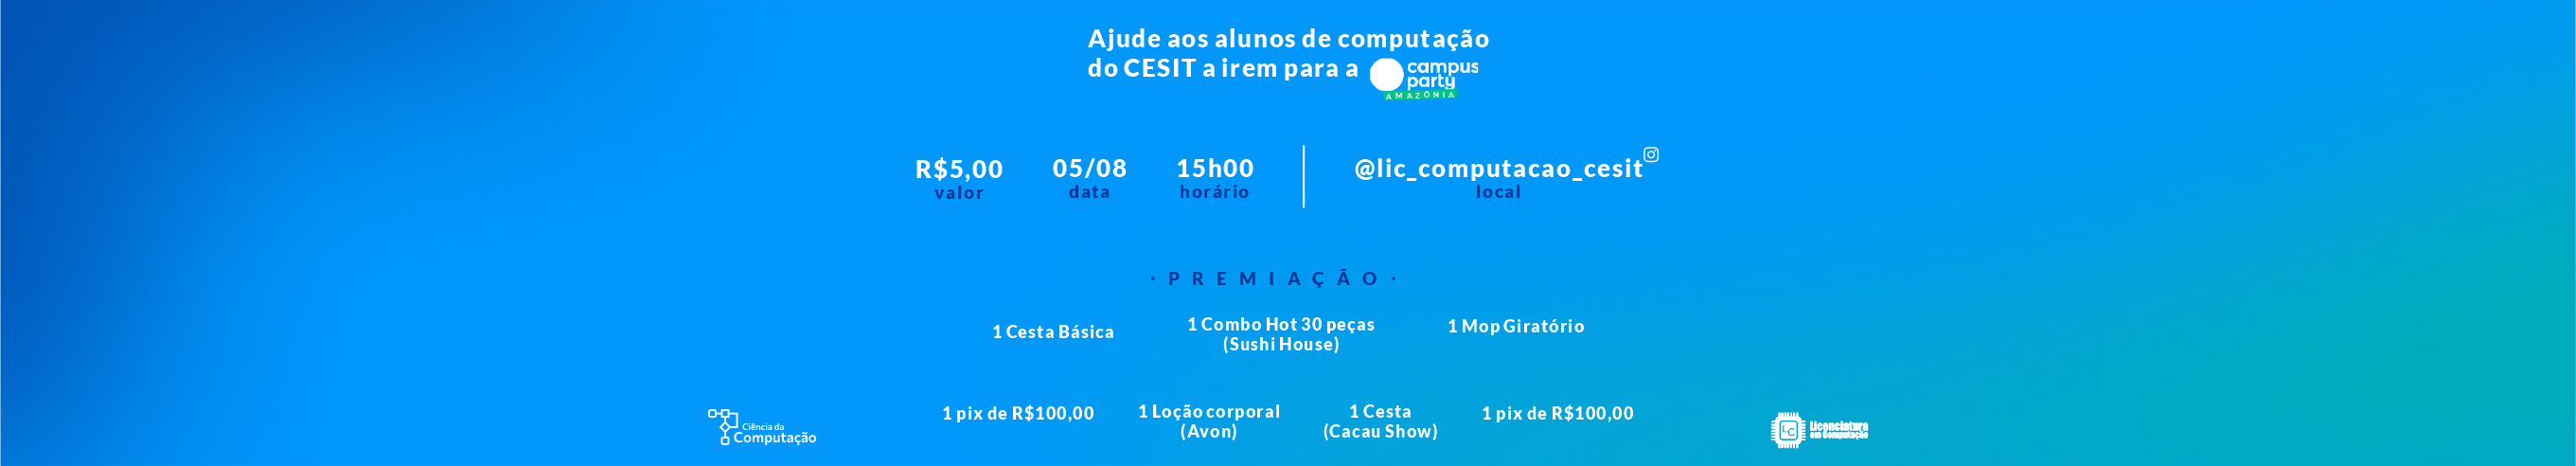 Ajude aos alunos de computação
do CESIT a irem para a campus party
AMAZÔNIA
R$5,00 05/08 15h00 @lic_computacao_cesit
valor data horário local
· PREMIAÇÃO ·
1 Cesta Básica
1 Combo Hot 30 peças
(Sushi House)
1 Mop Giratório
1 pix de R$100,00
1 Loção corporal
(Avon)
1 Cesta
(Cacau Show)
1 pix de R$100,00
Ciência da
Computação
LC
Licenciatura
em Computação